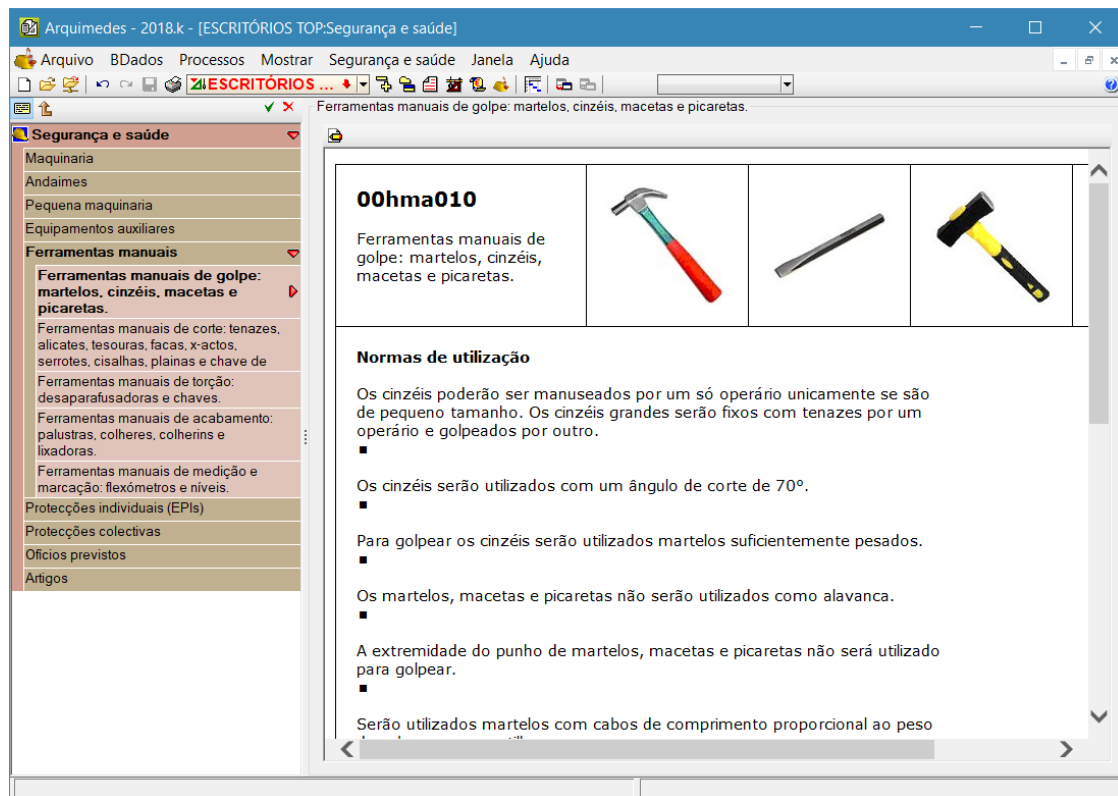 Arquimedes - 2018.k - [ESCRITÓRIOS TOP:Segurança e saúde]
Arquivo BDados Processos Mostrar Segurança e saúde Janela Ajuda
ESCRITÓRIOS ...
Ferramentas manuais de golpe: martelos, cinzéis, macetas e picaretas.
Segurança e saúde
Maquinaria
Andaimes
Pequena maquinaria
Equipamentos auxiliares
Ferramentas manuais
Ferramentas manuais de golpe:
martelos, cinzéis, macetas e
picaretas.
Ferramentas manuais de corte: tenazes,
alicates, tesouras, facas, x-actos,
serrotes, cisalhas, plainas e chave de
Ferramentas manuais de torção:
desaparafusadoras e chaves.
Ferramentas manuais de acabamento:
palustras, colheres, colherins e
lixadoras.
Ferramentas manuais de medição e
marcação: flexómetros e níveis.
Protecções individuais (EPIs)
Protecções colectivas
Ofícios previstos
Artigos
00hma010
Ferramentas manuais de
golpe: martelos, cinzéis,
macetas e picaretas.
Normas de utilização
Os cinzéis poderão ser manuseados por um só operário unicamente se são
de pequeno tamanho. Os cinzéis grandes serão fixos com tenazes por um
operário e golpeados por outro.
Os cinzéis serão utilizados com um ângulo de corte de 70º.
Para golpear os cinzéis serão utilizados martelos suficientemente pesados.
Os martelos, macetas e picaretas não serão utilizados como alavanca.
A extremidade do punho de martelos, macetas e picaretas não será utilizado
para golpear.
Serão utilizados martelos com cabos de comprimento proporcional ao peso